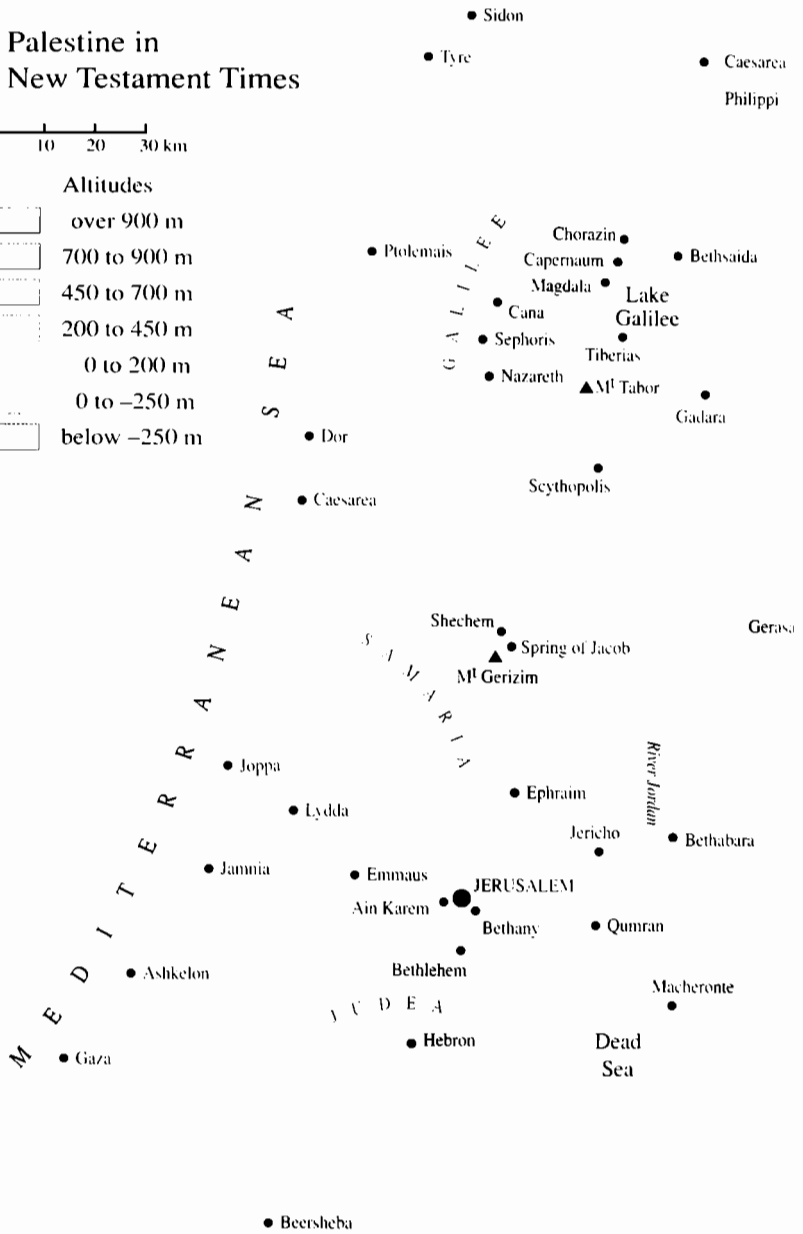 Palestine in
New Testament Times
10 20 30 km
Altitudes
over 900 m
700 to 900 m
450 to 700 m
200 to 450 m
0 to 200 m
0 to –250 m
below –250 m
Sidon
Tyre
Caesarea
Philippi
GALILEE
Ptolemais
Chorazin
Capernaum
Bethsaida
Magdala
Lake
Galilee
Cana
Sephoris
Tiberias
Nazareth
Mt Tabor
Gadara
Dor
Scythopolis
Caesarea
MEDITERRANEAN SEA
Shechem
Gerasa
Spring of Jacob
Mt Gerizim
SAMARIA
River Jordan
Joppa
Ephraim
Lydda
Jericho
Bethabara
Jamnia
Emmaus
JERUSALEM
Ain Karem
Bethany
Qumran
Bethlehem
Ashkelon
Macheronte
JUDEA
Hebron
Dead
Sea
Gaza
Beersheba